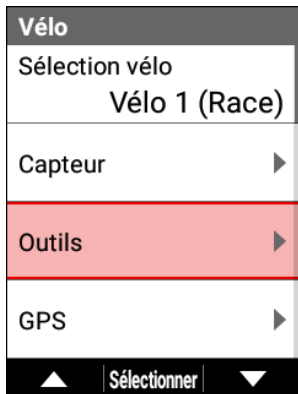 Vélo
Sélection vélo
Vélo 1 (Race)
Capteur
Outils
GPS
Sélectionner